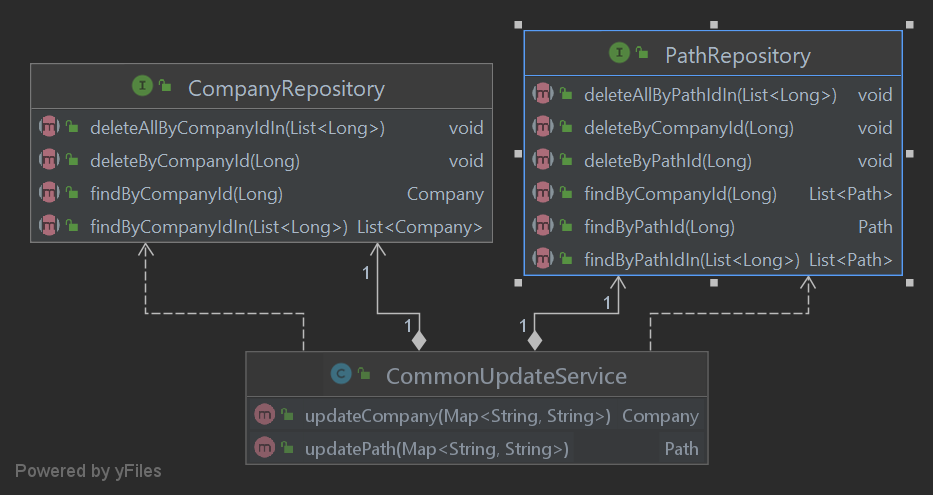 CompanyRepository
deleteAllByCompanyIdIn(List<Long>) void
deleteByCompanyId(Long) void
findByCompanyId(Long) Company
findByCompanyIdIn(List<Long>) List<Company>
PathRepository
deleteAllByPathIdIn(List<Long>) void
deleteByCompanyId(Long) void
deleteByPathId(Long) void
findByCompanyId(Long) List<Path>
findByPathId(Long) Path
findByPathIdIn(List<Long>) List<Path>
1
1
1
1
CommonUpdateService
updateCompany(Map<String, String>) Company
updatePath(Map<String, String>) Path
Powered by yFiles